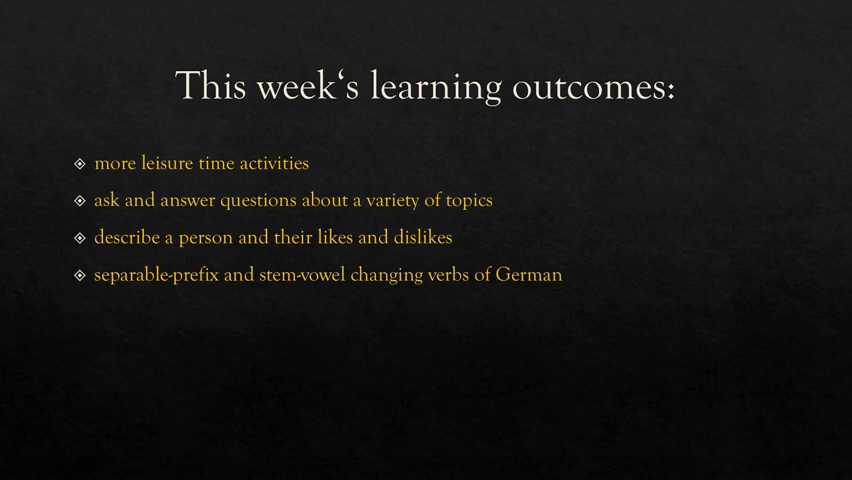 This week‘s learning outcomes:
more leisure time activities
ask and answer questions about a variety of topics
describe a person and their likes and dislikes
separable-prefix and stem-vowel changing verbs of German